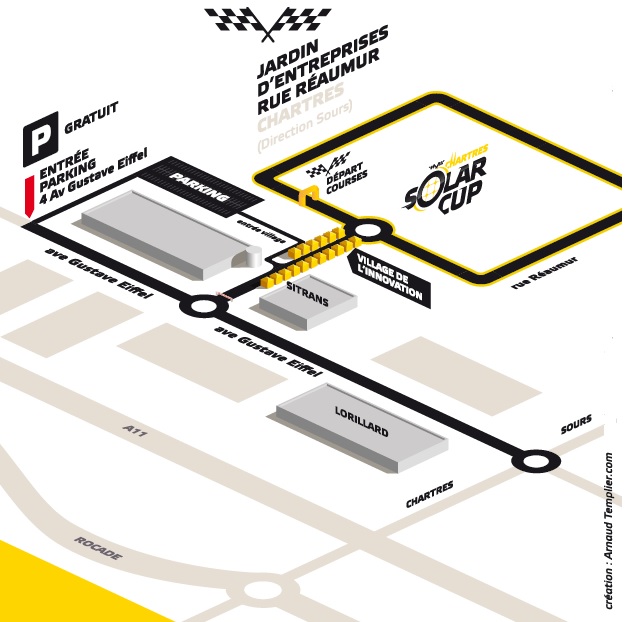 JARDIN
D'ENTREPRISES
RUE RÉAUMUR
CHARTRES
(Direction Sours)
P GRATUIT
ENTRÉE
PARKING
4 Av Gustave Eiffel
PARKING
DÉPART
COURSES
CHARTRES
SOLAR
CUP
entrée village
VILLAGE DE
L'INNOVATION
rue Réaumur
SITRANS
ave Gustave Eiffel
ave Gustave Eiffel
LORILLARD
SOURS
A11
CHARTRES
ROCADE
création : Arnaud Templier.com